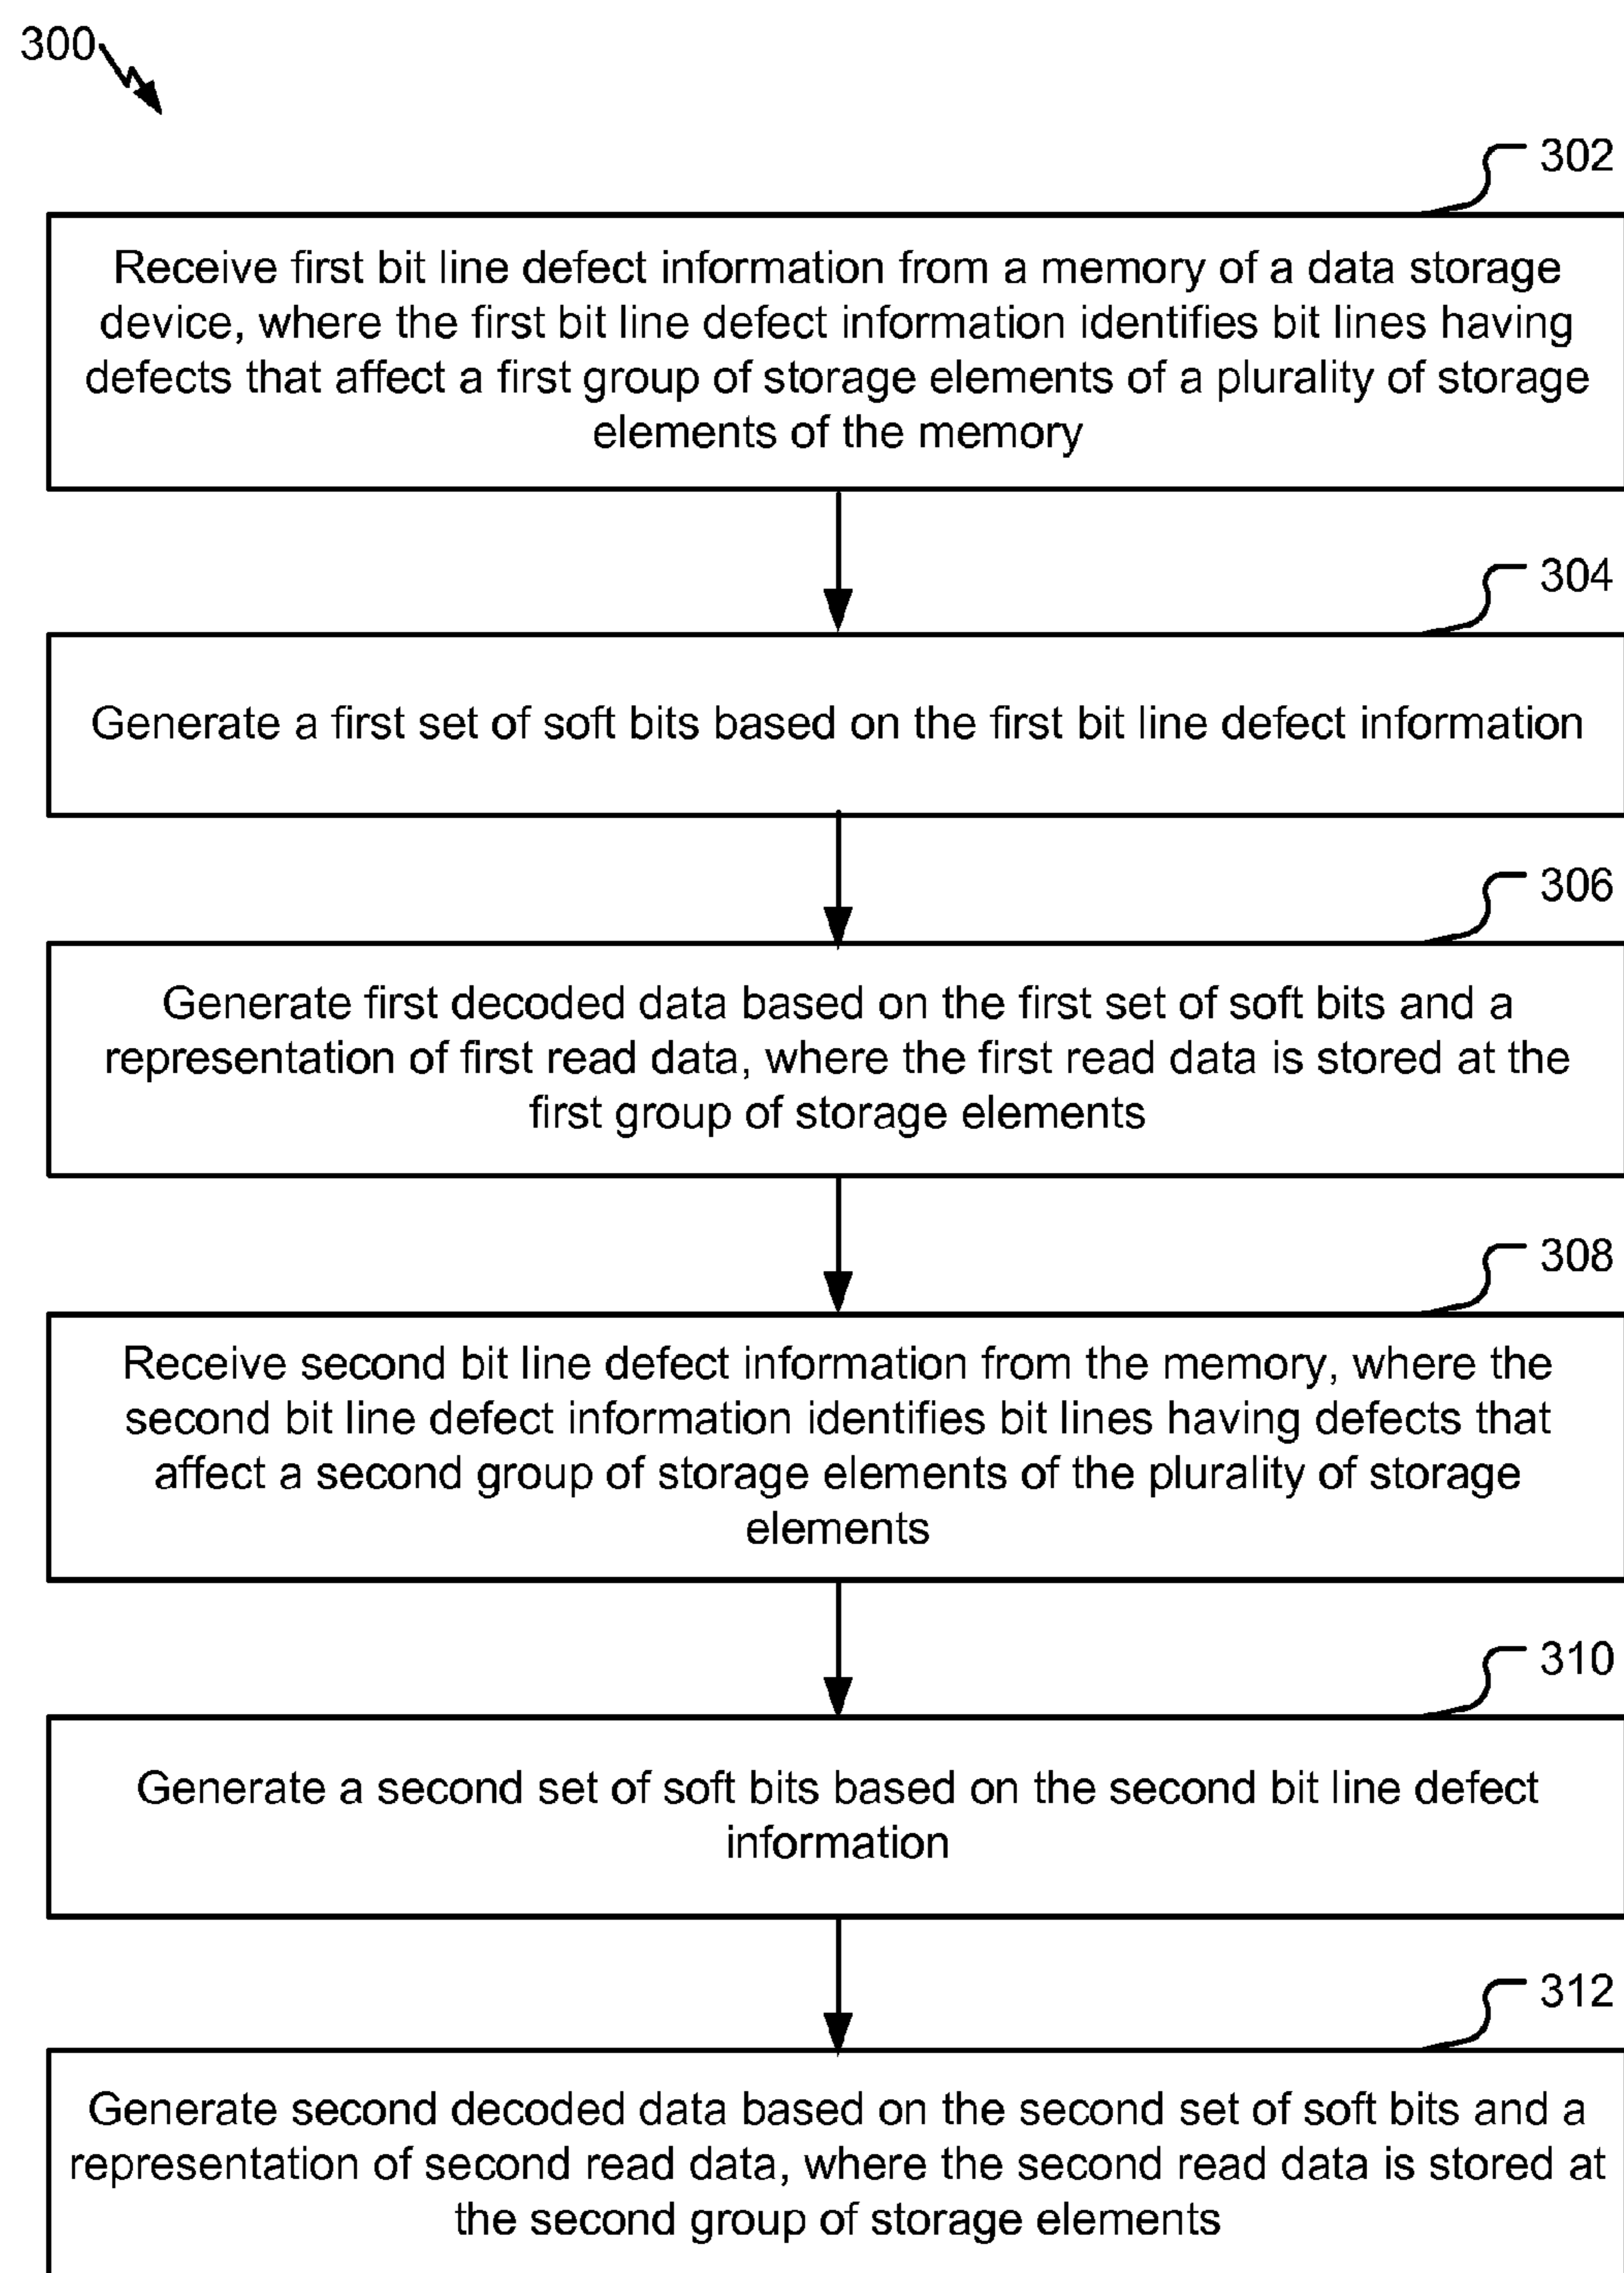 300
302
Receive first bit line defect information from a memory of a data storage
device, where the first bit line defect information identifies bit lines having
defects that affect a first group of storage elements of a plurality of storage
elements of the memory
304
Generate a first set of soft bits based on the first bit line defect information
306
Generate first decoded data based on the first set of soft bits and a
representation of first read data, where the first read data is stored at the
first group of storage elements
308
Receive second bit line defect information from the memory, where the
second bit line defect information identifies bit lines having defects that
affect a second group of storage elements of the plurality of storage
elements
310
Generate a second set of soft bits based on the second bit line defect
information
312
Generate second decoded data based on the second set of soft bits and a
representation of second read data, where the second read data is stored at
the second group of storage elements